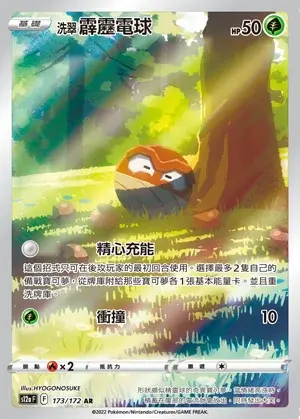 基礎 洗翠 霹靂電球 HP50
精心充能
這個招式只可在後攻玩家的最初回合使用。選擇最多2隻自己的
備戰寶可夢,從牌庫附給那些寶可夢各1張基本能量卡。並且重
洗牌庫。
衝撞 10
弱點 ×2 抵抗力 撤退
illus.HYOGONOSUKE
s12a F F 173/172 AR
©2022 Pokémon/Nintendo/Creatures/GAME FREAK.